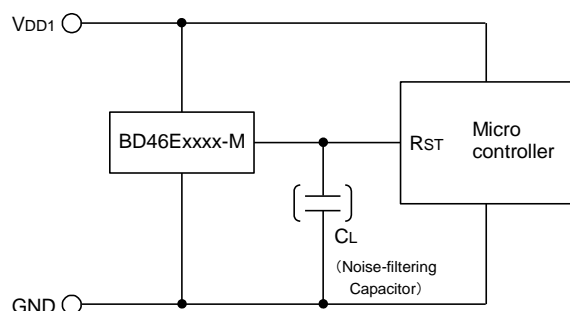 VDD1
BD46Exxxx-M
RST
Micro
controller
CL
（Noise-filtering
Capacitor）
GND